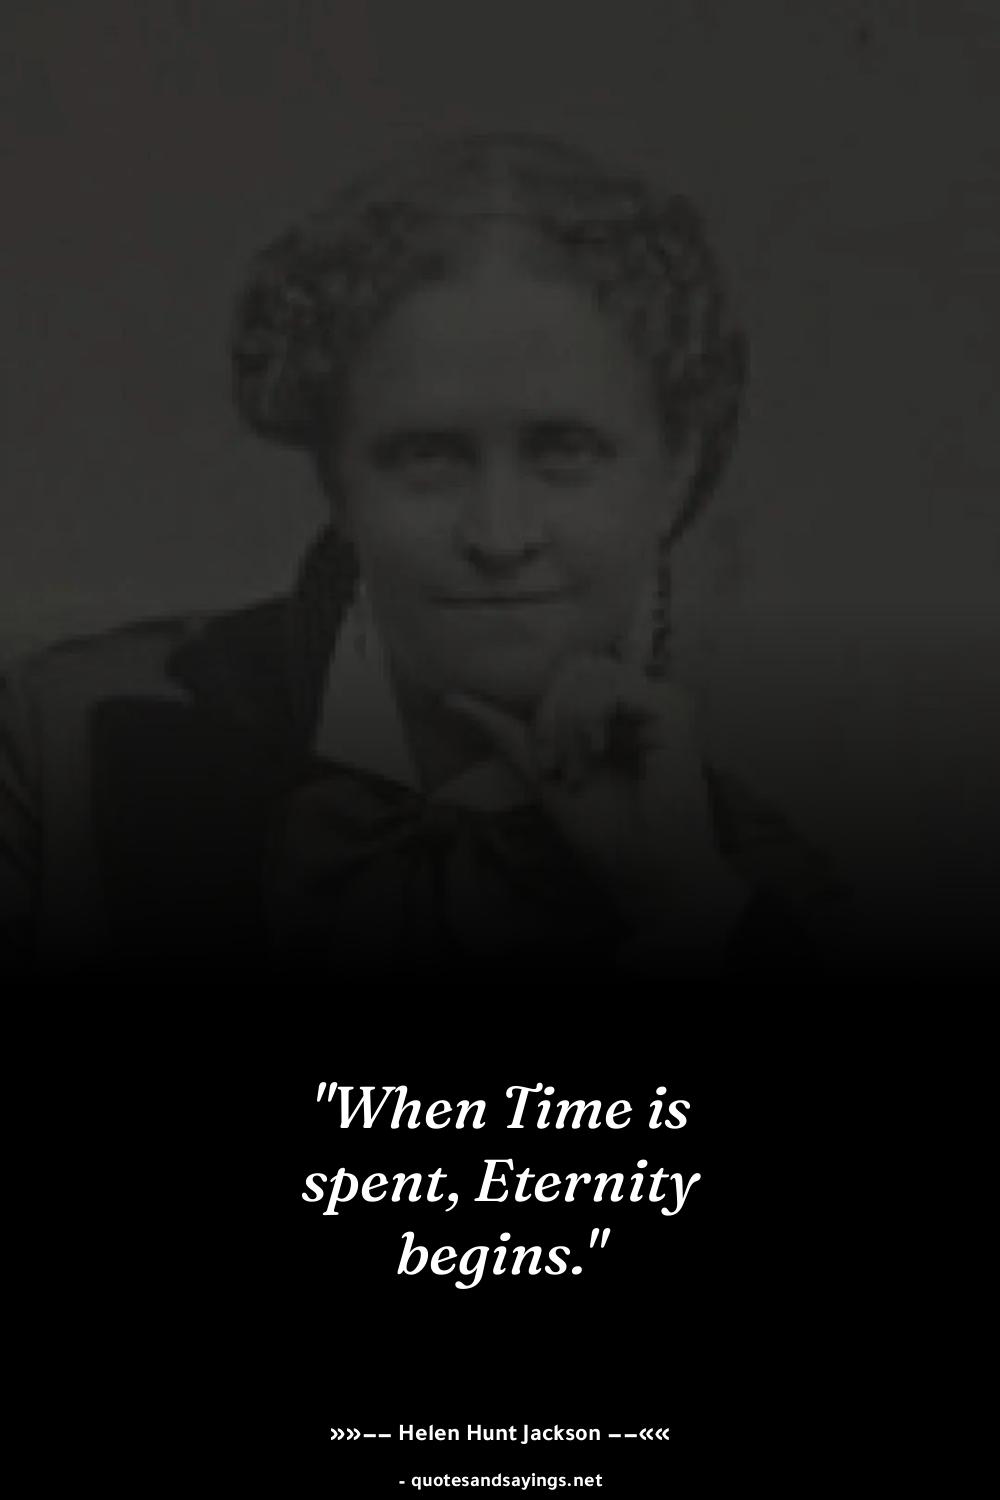 "When Time is
spent, Eternity
begins."
»»–– Helen Hunt Jackson ––««
- quotesandsayings.net